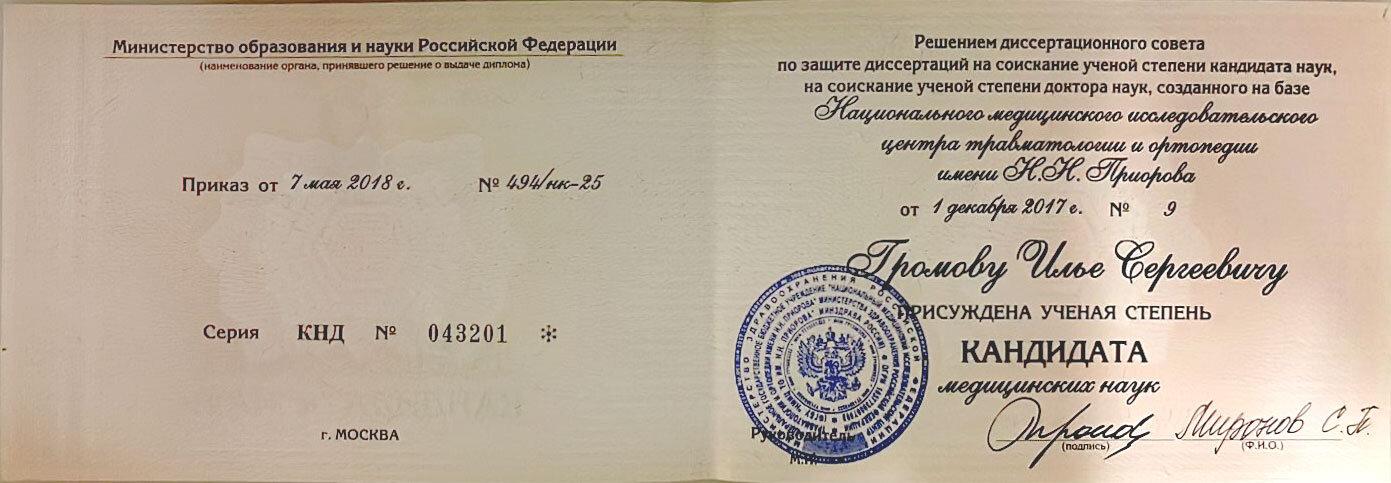 Министерство образования и науки Российской Федерации
(наименование органа, принявшего решение о выдаче диплома)
Приказ от 7 мая 2018 г. № 494/нк-25
Серия КНД № 043201 *
г. МОСКВА
Решением диссертационного совета
по защите диссертаций на соискание ученой степени кандидата наук,
на соискание ученой степени доктора наук, созданного на базе
Национального медицинского исследовательского
центра травматологии и ортопедии
имени Н.Н. Приорова
от 1 декабря 2017 г. № 9
Громову Илье Сергеевичу
ПРИСУЖДЕНА УЧЕНАЯ СТЕПЕНЬ
КАНДИДАТА
медицинских наук
Руководитель
(подпись)
Миронов С.П.
(Ф.И.О.)
М.П.